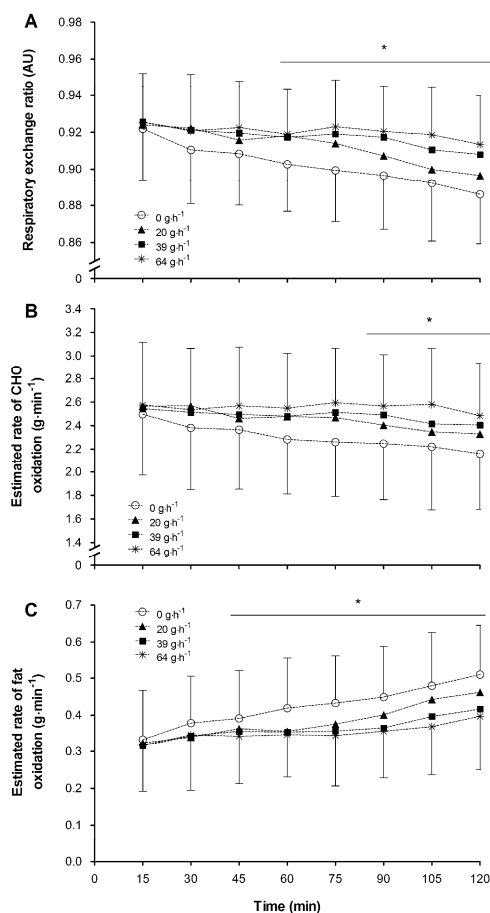 A
Respiratory exchange ratio (AU)
0.98
0.96
0.94
0.92
0.90
0.88
0.86
0
*
0 g·h⁻¹
20 g·h⁻¹
39 g·h⁻¹
64 g·h⁻¹
B
Estimated rate of CHO
oxidation (g·min⁻¹)
3.4
3.2
3.0
2.8
2.6
2.4
2.2
2.0
1.8
1.6
1.4
0
*
0 g·h⁻¹
20 g·h⁻¹
39 g·h⁻¹
64 g·h⁻¹
C
Estimated rate of fat
oxidation (g·min⁻¹)
0.7
0.6
0.5
0.4
0.3
0.2
0.1
0.0
*
0 g·h⁻¹
20 g·h⁻¹
39 g·h⁻¹
64 g·h⁻¹
0 15 30 45 60 75 90 105 120
Time (min)